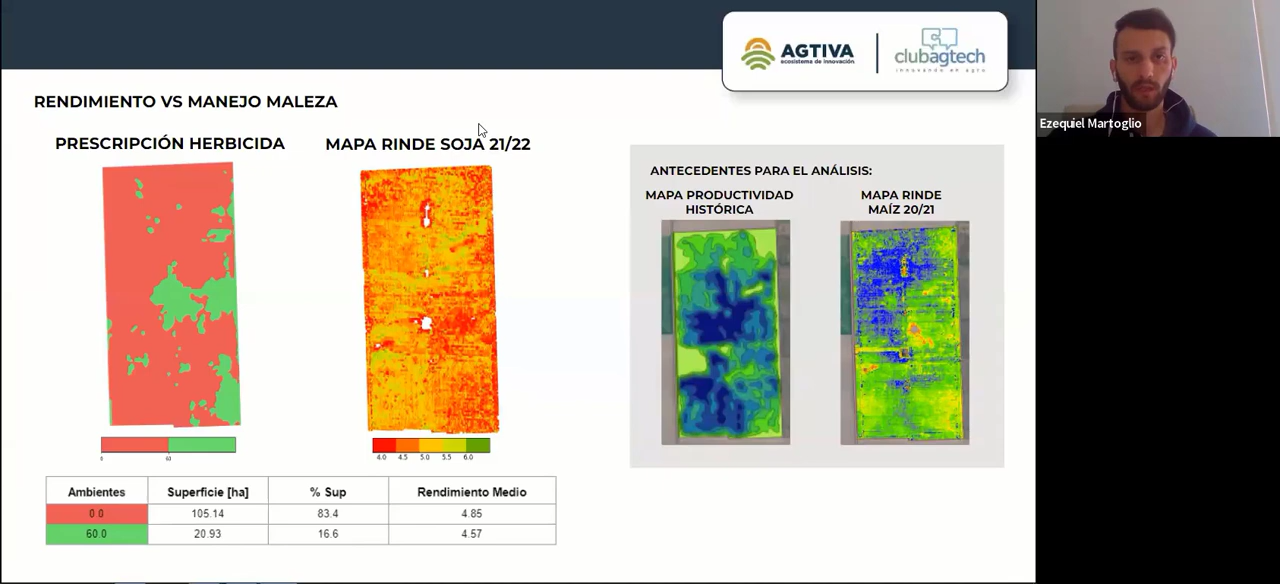 AGTIVA
ecosistema de innovación
clubagtech
innovando en agro
Ezequiel Martoglio
RENDIMIENTO VS MANEJO MALEZA
PRESCRIPCIÓN HERBICIDA
MAPA RINDE SOJA 21/22
ANTECEDENTES PARA EL ANÁLISIS:
MAPA PRODUCTIVIDAD
HISTÓRICA
MAPA RINDE
MAÍZ 20/21
4.0 4.5 5.0 5.5 6.0
Ambientes Superficie [ha] % Sup Rendimiento Medio
0.0 105.14 83.4 4.85
60.0 20.93 16.6 4.57